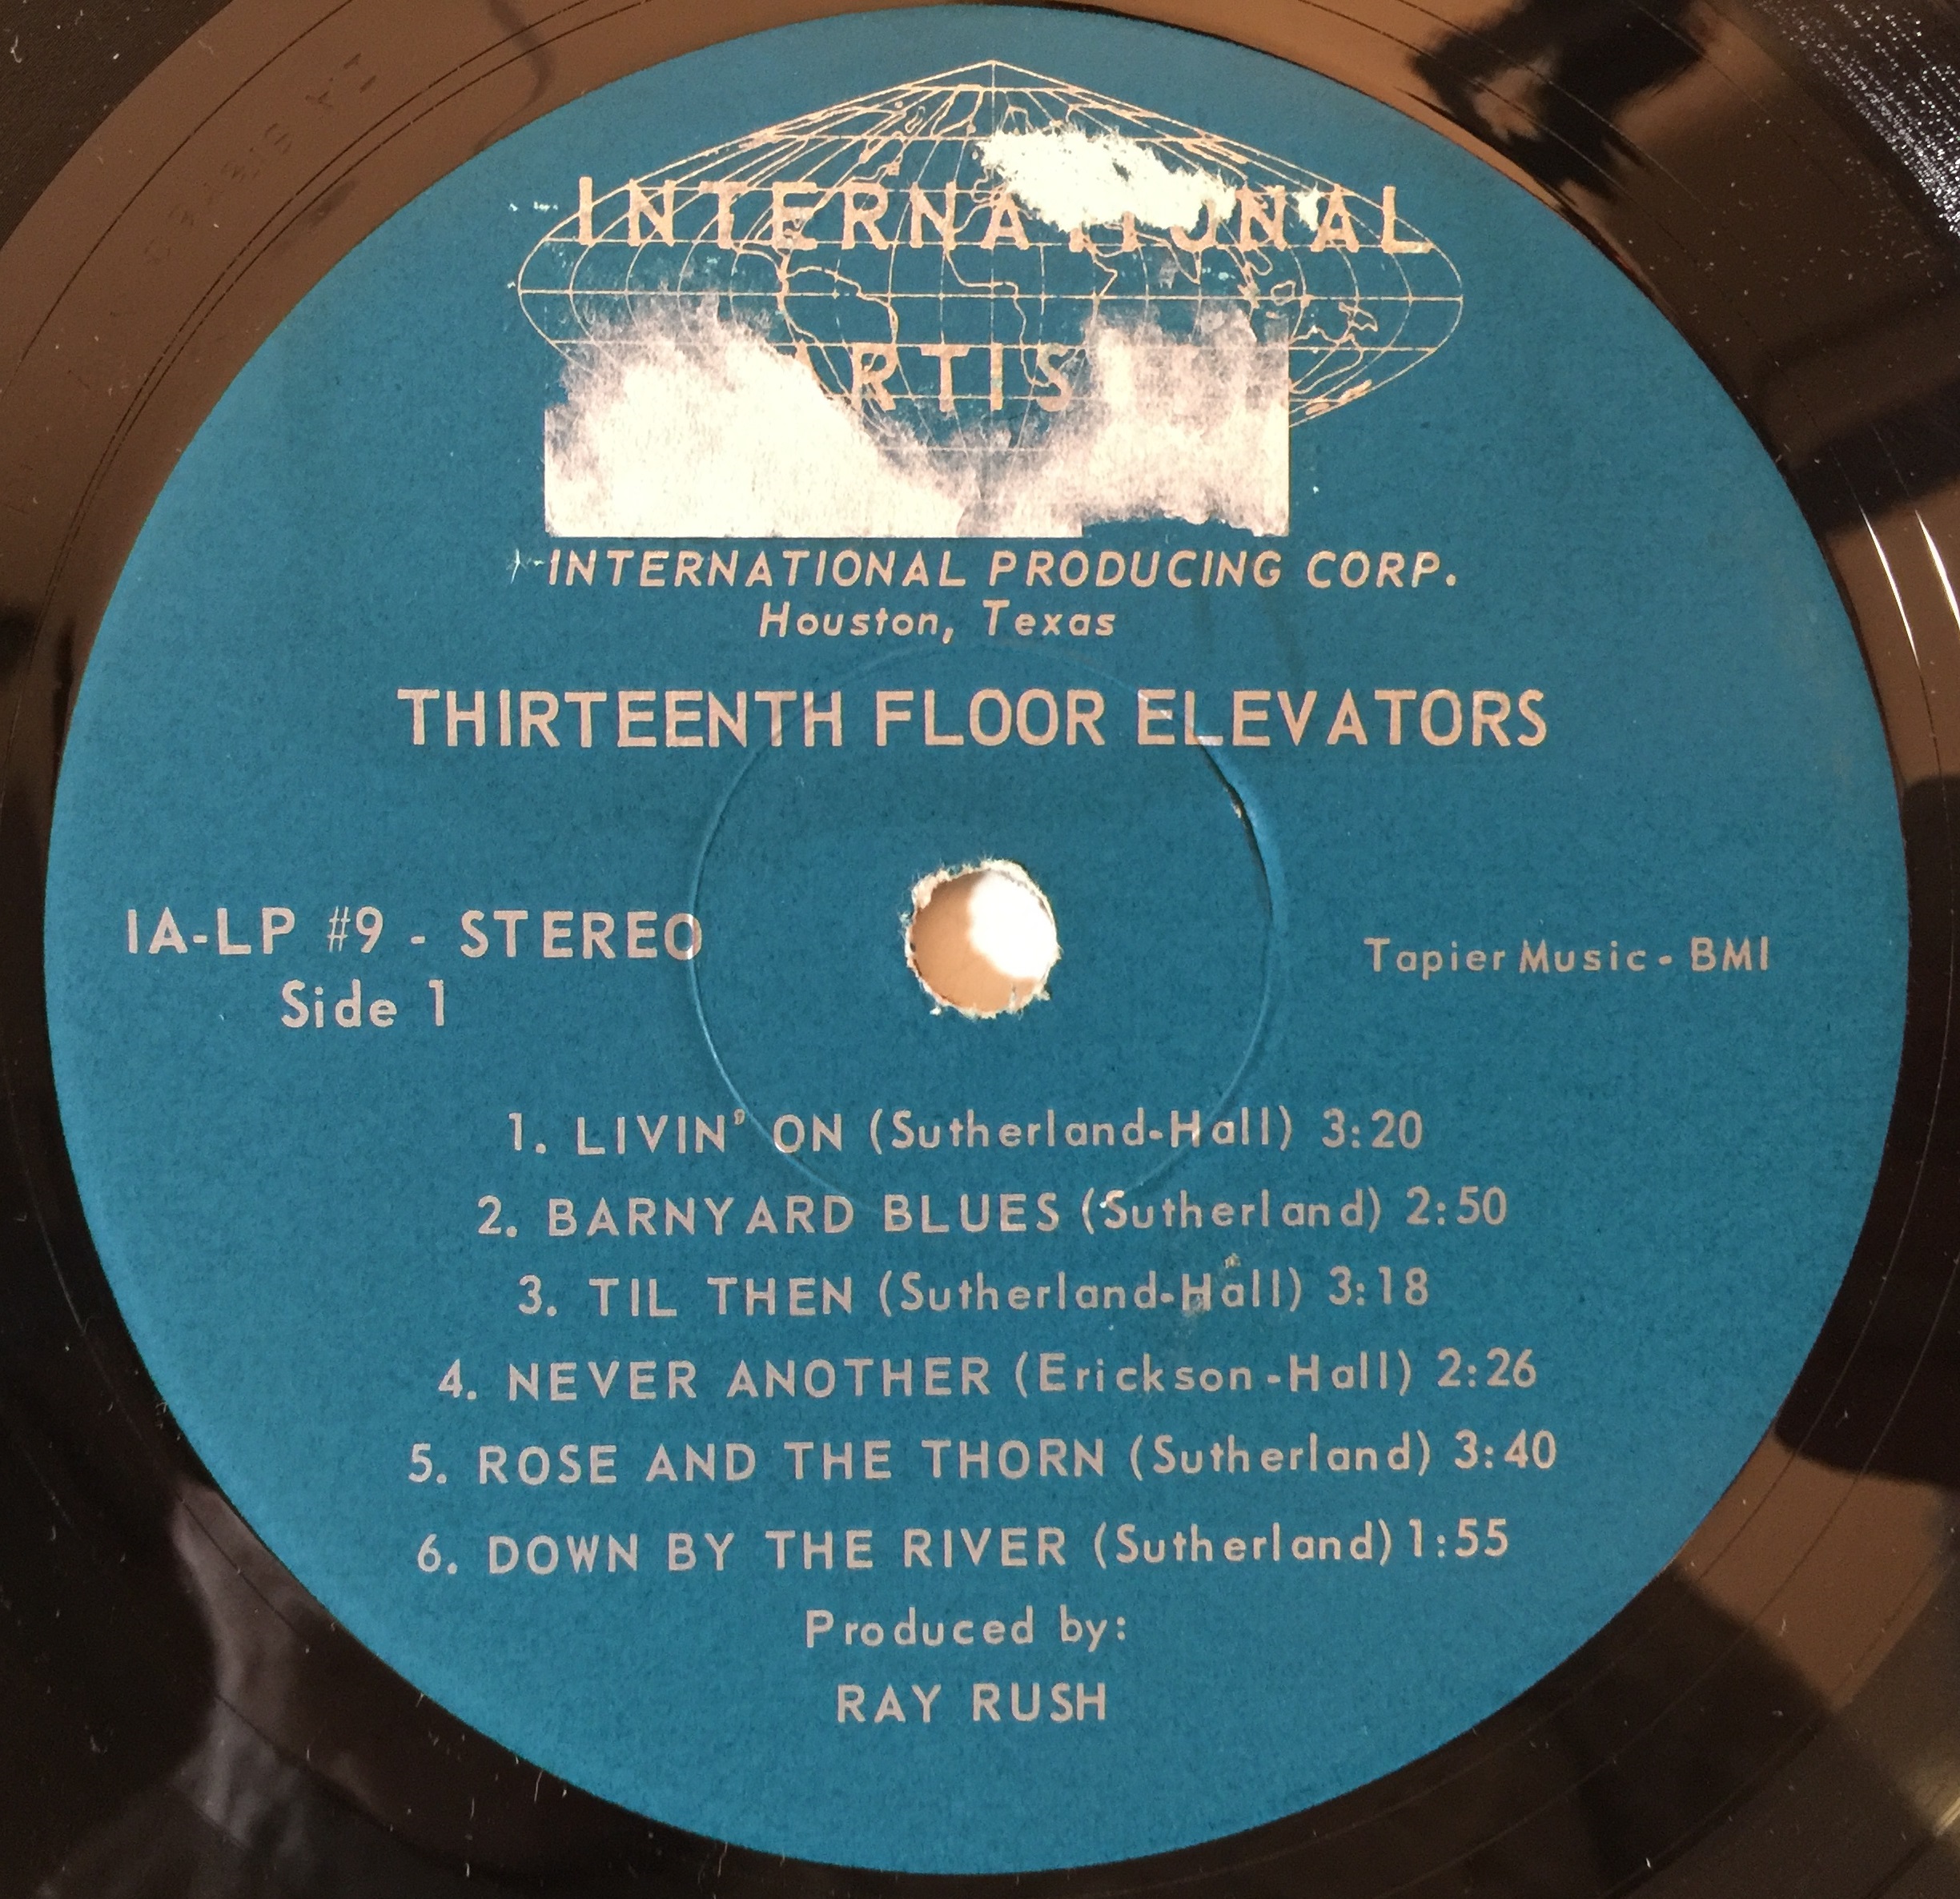 INTERNATIONAL
ARTIS
INTERNATIONAL PRODUCING CORP.
Houston, Texas
THIRTEENTH FLOOR ELEVATORS
IA-LP #9 - STEREO
Side 1
Tapier Music - BMI
1. LIVIN' ON (Sutherland-Hall) 3:20
2. BARNYARD BLUES (Sutherland) 2:50
3. TIL THEN (Sutherland-Hall) 3:18
4. NEVER ANOTHER (Erickson-Hall) 2:26
5. ROSE AND THE THORN (Sutherland) 3:40
6. DOWN BY THE RIVER (Sutherland) 1:55
Produced by:
RAY RUSH